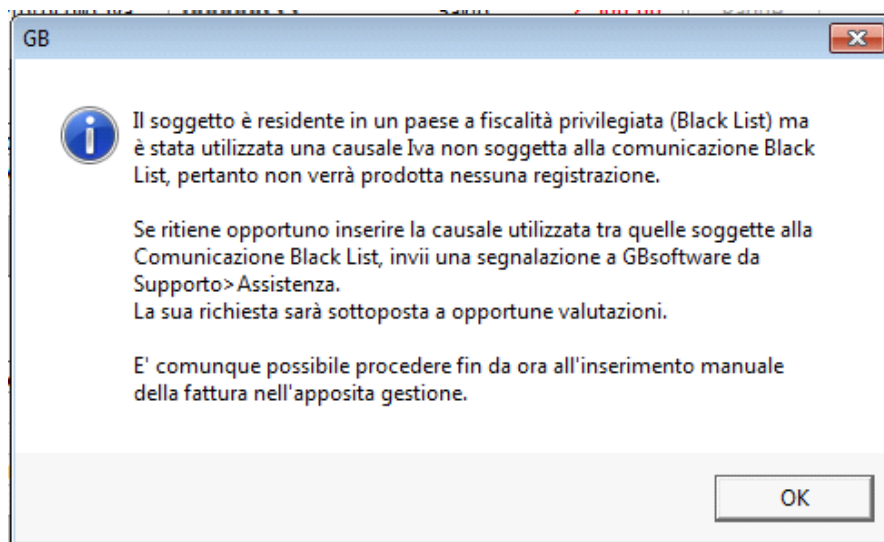 GB
Il soggetto è residente in un paese a fiscalità privilegiata (Black List) ma
è stata utilizzata una causale Iva non soggetta alla comunicazione Black
List, pertanto non verrà prodotta nessuna registrazione.
Se ritiene opportuno inserire la causale utilizzata tra quelle soggette alla
Comunicazione Black List, invii una segnalazione a GBsoftware da
Supporto>Assistenza.
La sua richiesta sarà sottoposta a opportune valutazioni.
E' comunque possibile procedere fin da ora all'inserimento manuale
della fattura nell'apposita gestione.
OK